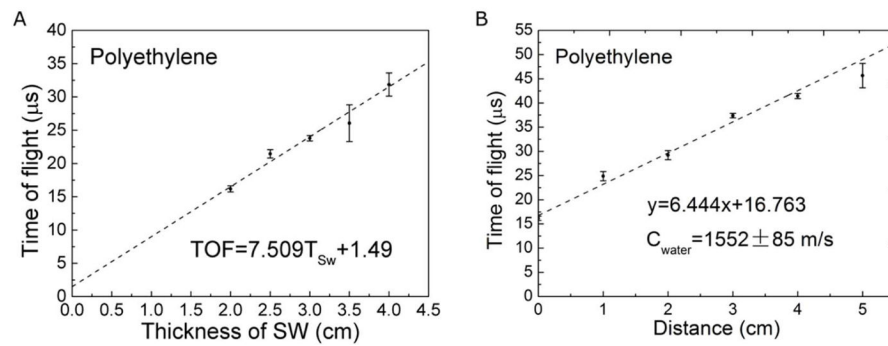 A
Time of flight (μs)
40
35
30
25
20
15
10
5
0
Polyethylene
TOF=7.509T_Sw+1.49
0.0 0.5 1.0 1.5 2.0 2.5 3.0 3.5 4.0 4.5
Thickness of SW (cm)
B
Time of flight (μs)
55
50
45
40
35
30
25
20
15
10
5
0
Polyethylene
y=6.444x+16.763
C_water=1552±85 m/s
0 1 2 3 4 5
Distance (cm)